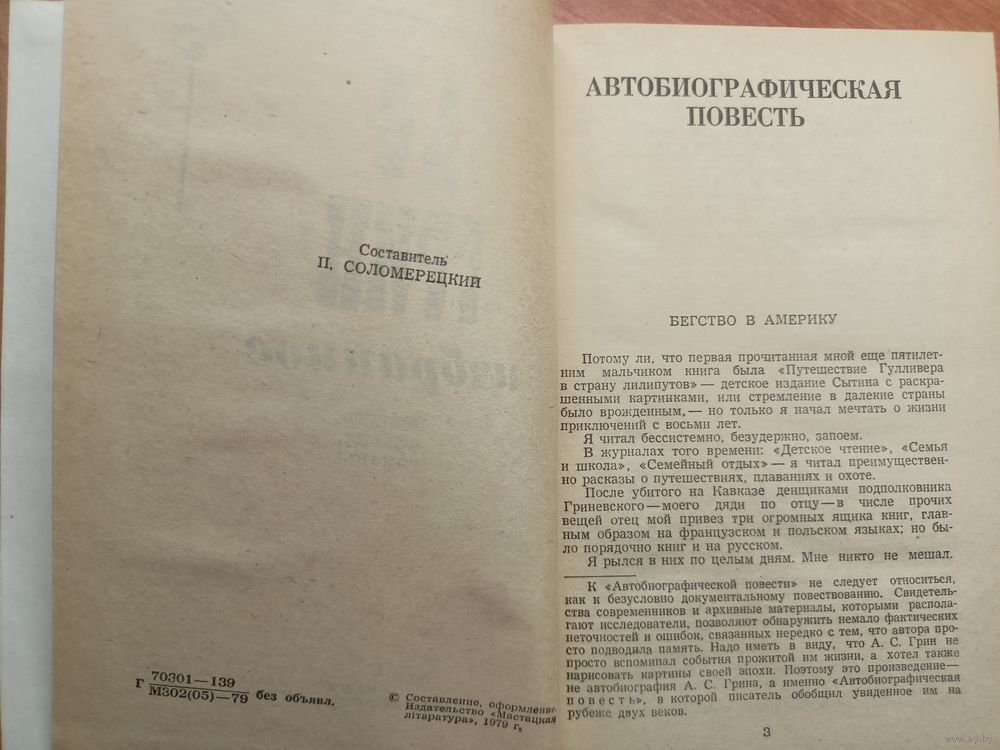 Составитель
П. СОЛОМЕРЕЦКИЙ
Г 70301—139
М302(05)—79 без объявл.
© Составление, оформление
Издательство «Мастацкая
літаратура», 1979 г.
АВТОБИОГРАФИЧЕСКАЯ
ПОВЕСТЬ
БЕГСТВО В АМЕРИКУ
Потому ли, что первая прочитанная мной еще пятилет-
ним мальчиком книга была «Путешествие Гулливера
в страну лилипутов» — детское издание Сытина с раскра-
шенными картинками, или стремление в далекие страны
было врожденным, — но только я начал мечтать о жизни
приключений с восьми лет.
Я читал бессистемно, безудержно, запоем.
В журналах того времени: «Детское чтение», «Семья
и школа», «Семейный отдых» — я читал преимуществен-
но рассказы о путешествиях, плаваниях и охоте.
После убитого на Кавказе денщиками подполковника
Гриневского — моего дяди по отцу — в числе прочих
вещей отец мой привез три огромных ящика книг, глав-
ным образом на французском и польском языках; но бы-
ло порядочно книг и на русском.
Я рылся в них по целым дням. Мне никто не мешал.
К «Автобиографической повести» не следует относиться,
как к безусловно документальному повествованию. Свидетель-
ства современников и архивные материалы, которыми распола-
гают исследователи, позволяют обнаружить немало фактических
неточностей и ошибок, связанных нередко с тем, что автора про-
сто подводила память. Надо иметь в виду, что А. С. Грин не
просто вспоминал события прожитой им жизни, а хотел также
нарисовать картины своей эпохи. Поэтому это произведение—
не автобиография А. С. Грина, а именно «Автобиографическая
повесть», в которой писатель обобщил увиденное им на
рубеже двух веков.
3
www.ay.by